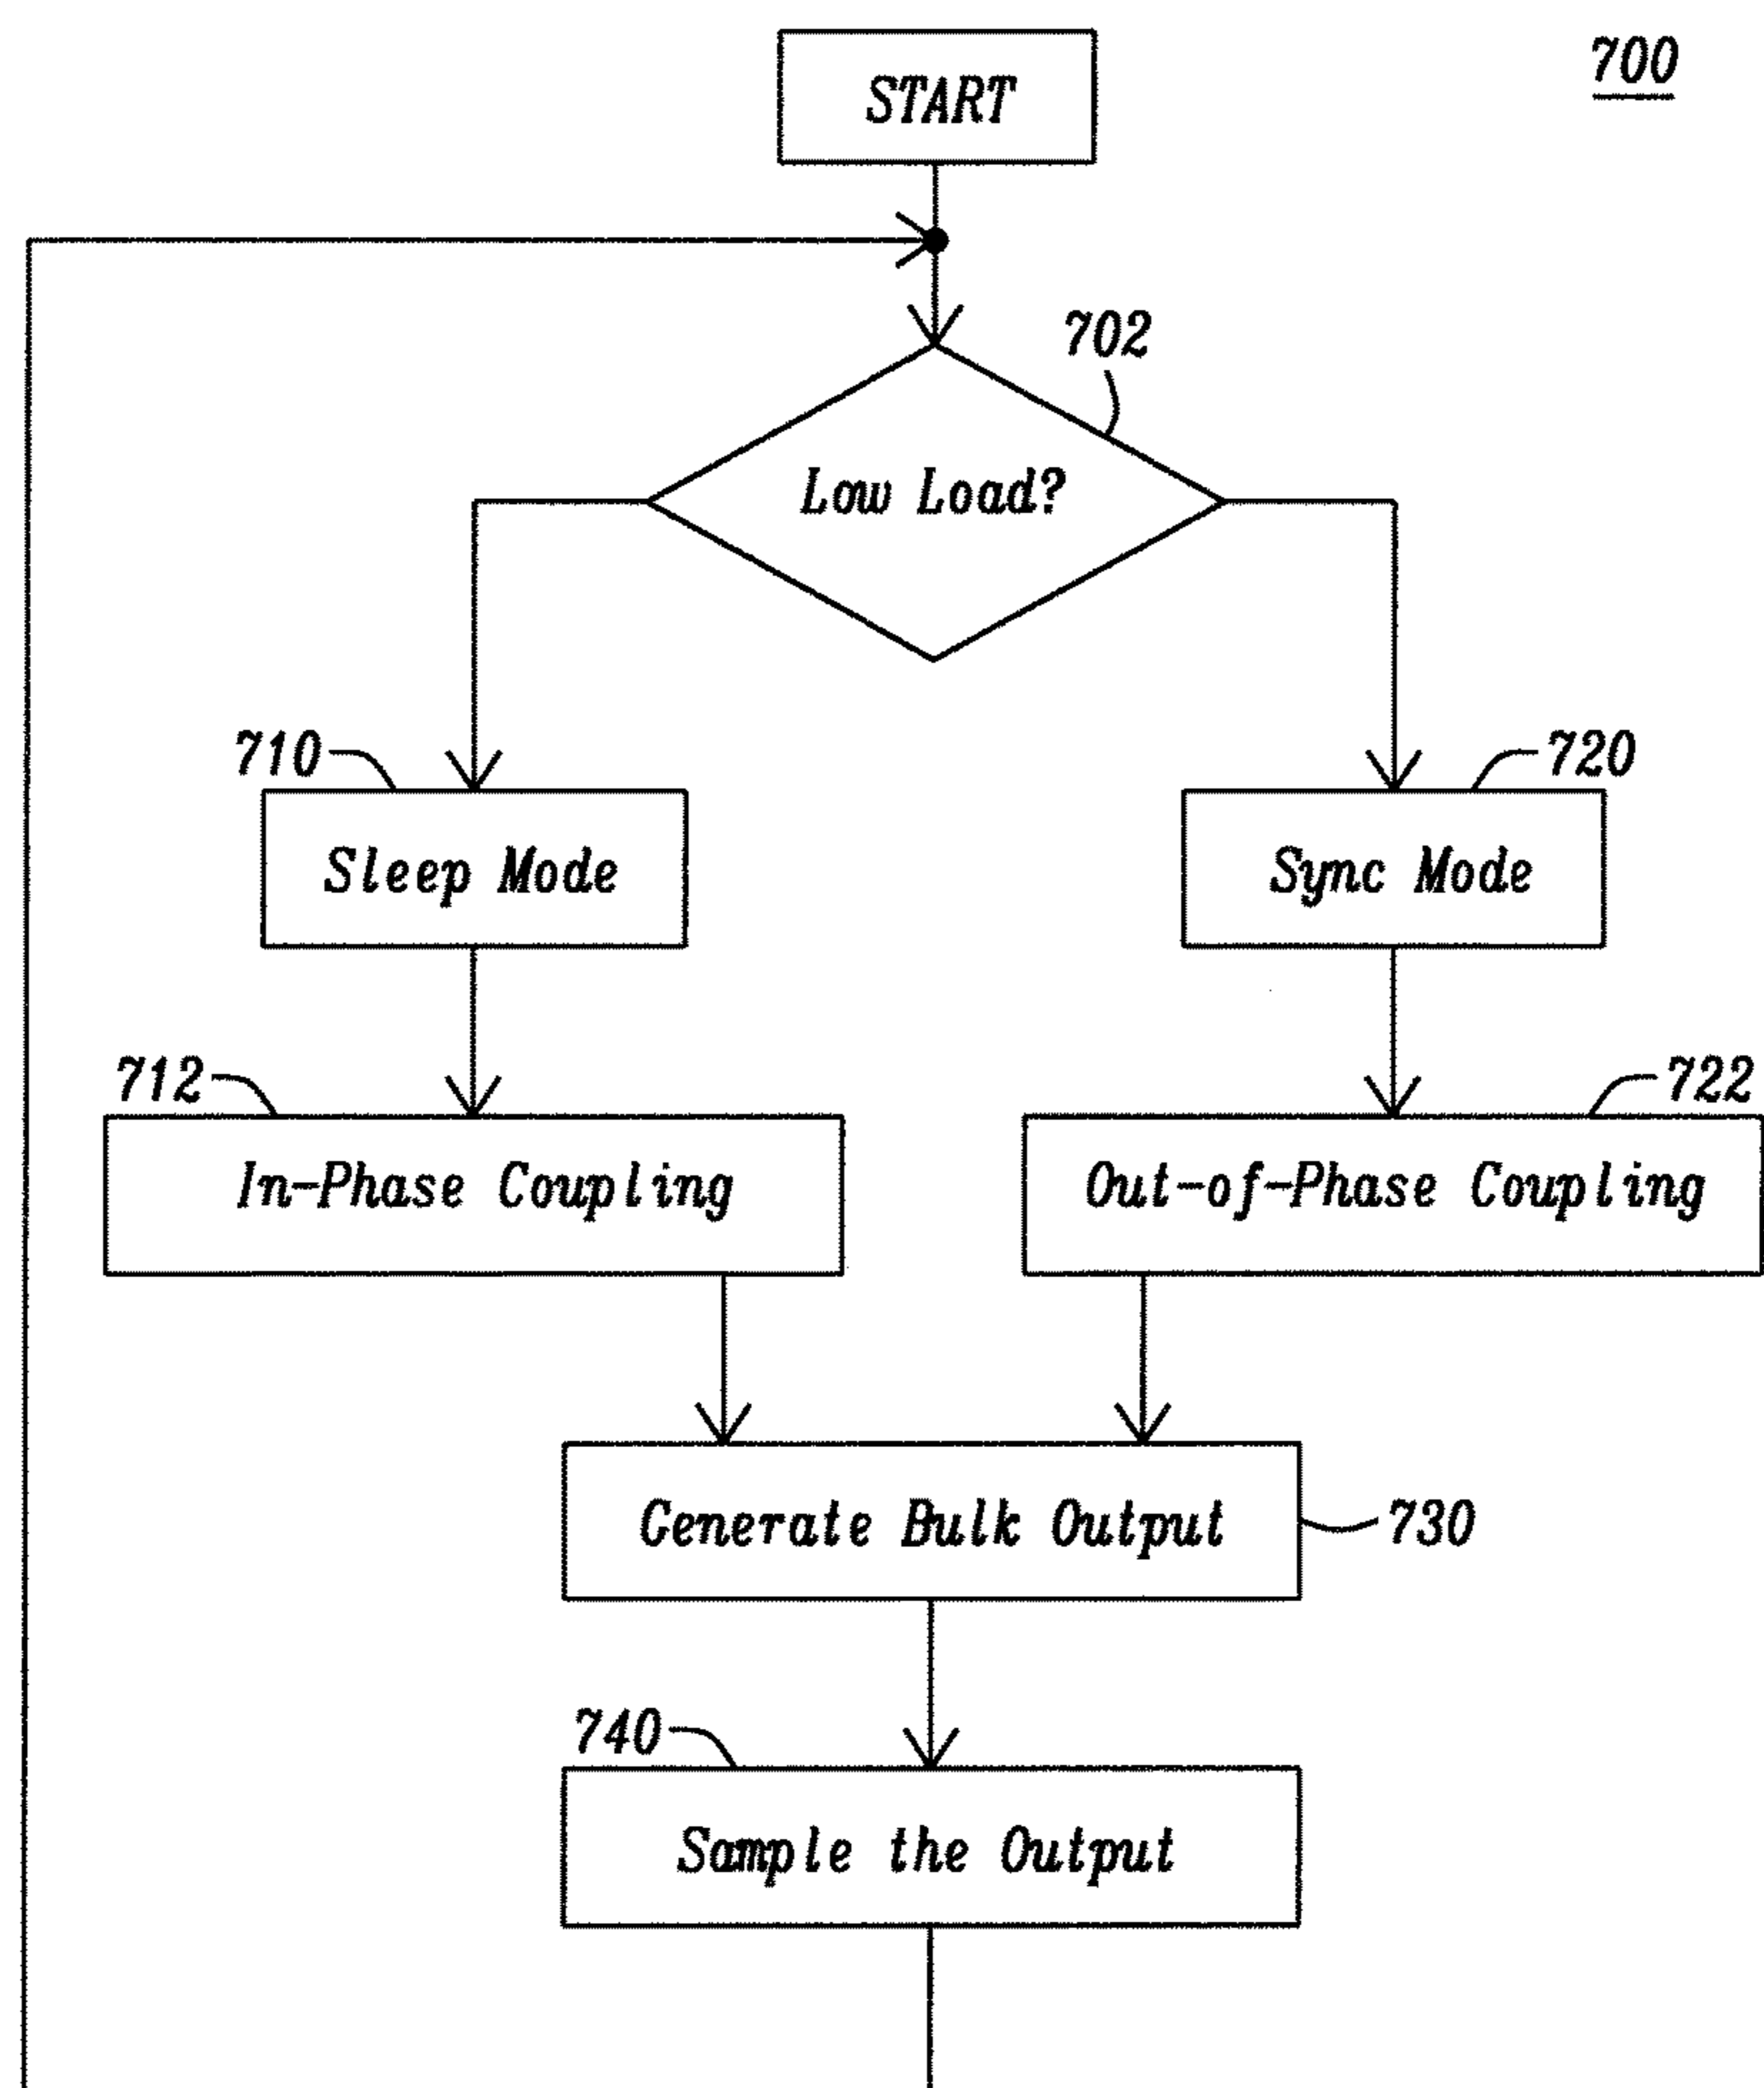 START
700
702
Low Load?
710
720
Sleep Mode
Sync Mode
712
722
In-Phase Coupling
Out-of-Phase Coupling
Generate Bulk Output
730
740
Sample the Output